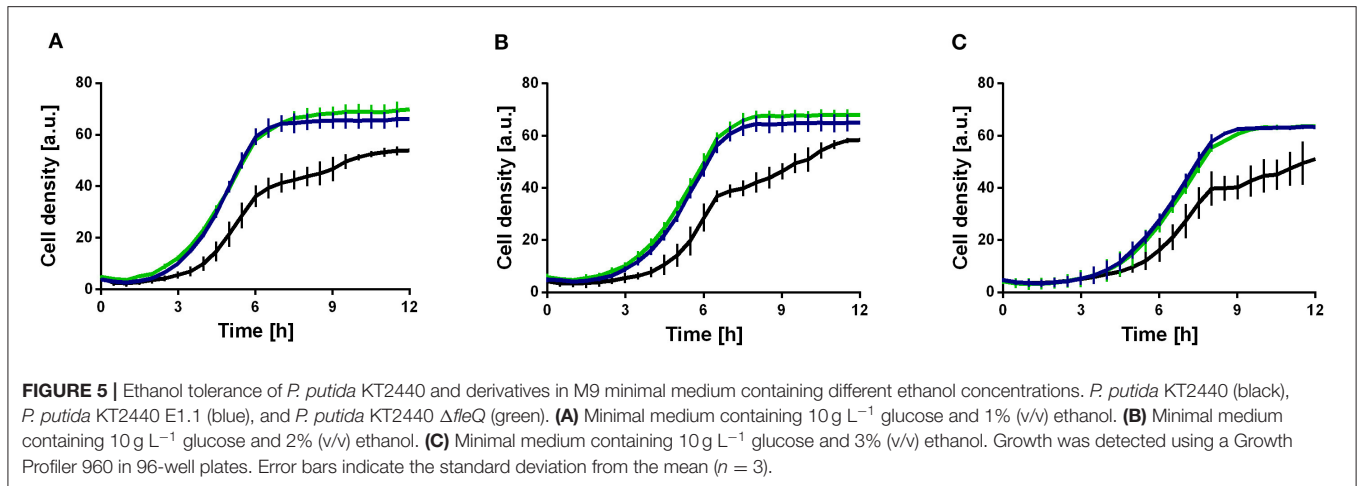 A
B
C
80
60
40
20
0
Cell density [a.u.]
0 3 6 9 12
Time [h]
80
60
40
20
0
Cell density [a.u.]
0 3 6 9 12
Time [h]
80
60
40
20
0
Cell density [a.u.]
0 3 6 9 12
Time [h]
FIGURE 5 | Ethanol tolerance of P. putida KT2440 and derivatives in M9 minimal medium containing different ethanol concentrations. P. putida KT2440 (black),
P. putida KT2440 E1.1 (blue), and P. putida KT2440 ΔfleQ (green). (A) Minimal medium containing 10 g L⁻¹ glucose and 1% (v/v) ethanol. (B) Minimal medium
containing 10 g L⁻¹ glucose and 2% (v/v) ethanol. (C) Minimal medium containing 10 g L⁻¹ glucose and 3% (v/v) ethanol. Growth was detected using a Growth
Profiler 960 in 96-well plates. Error bars indicate the standard deviation from the mean (n = 3).